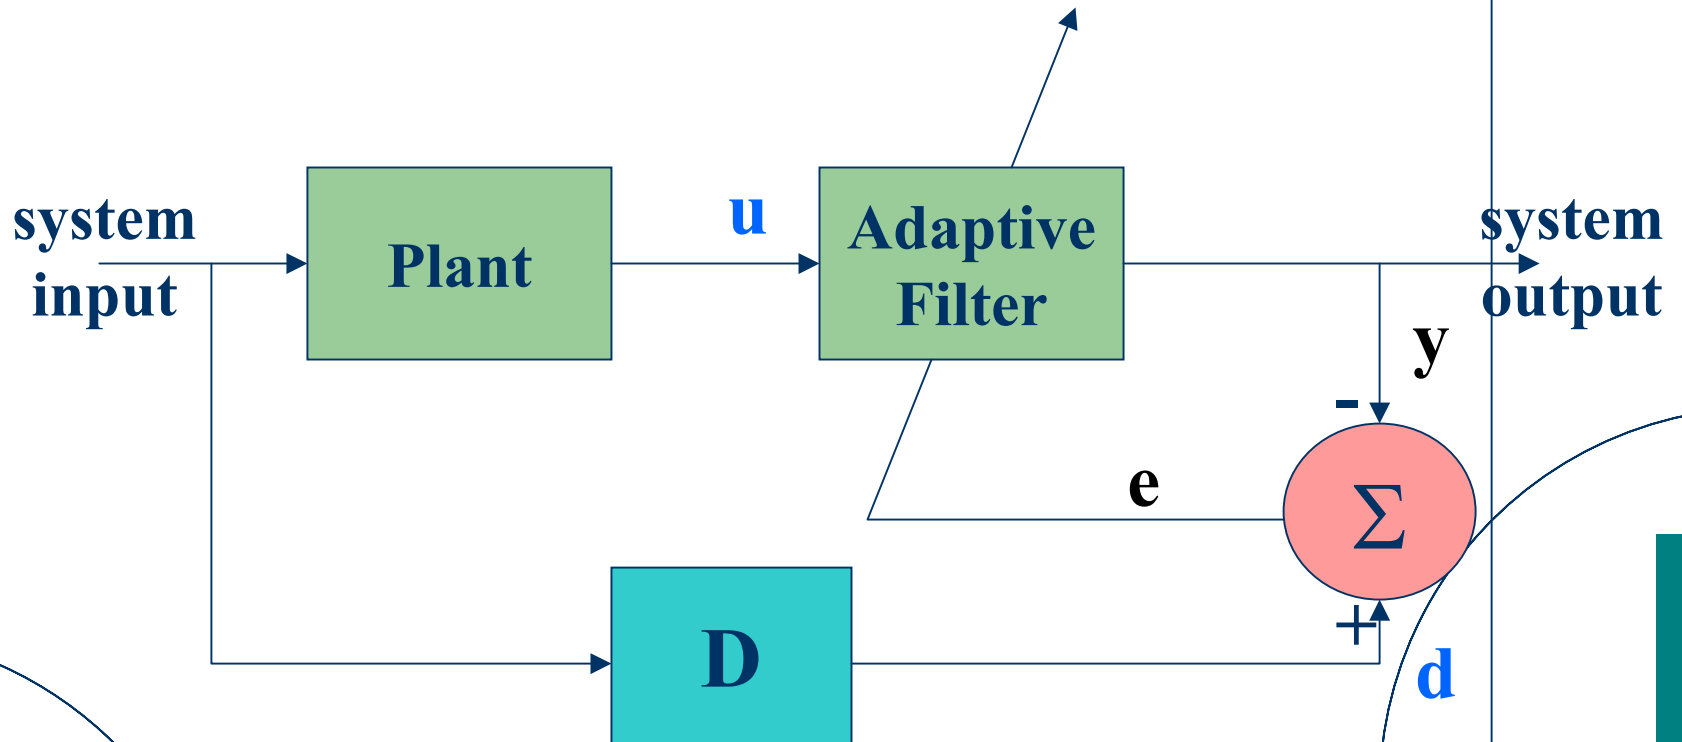 system
input
Plant
u
Adaptive
Filter
system
output
y
-
e
Σ
+
D
d